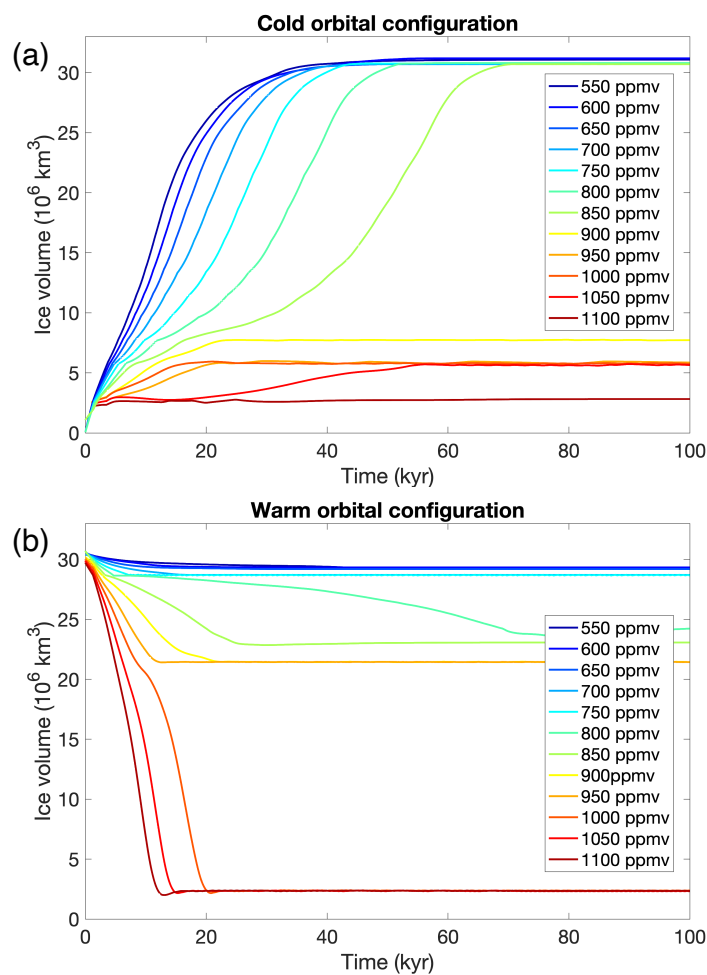 Cold orbital configuration
(a)
30
25
20
15
10
5
0
Ice volume (10⁶ km³)
550 ppmv
600 ppmv
650 ppmv
700 ppmv
750 ppmv
800 ppmv
850 ppmv
900 ppmv
950 ppmv
1000 ppmv
1050 ppmv
1100 ppmv
0 20 40 60 80 100
Time (kyr)
Warm orbital configuration
(b)
30
25
20
15
10
5
0
Ice volume (10⁶ km³)
550 ppmv
600 ppmv
650 ppmv
700 ppmv
750 ppmv
800 ppmv
850 ppmv
900ppmv
950 ppmv
1000 ppmv
1050 ppmv
1100 ppmv
0 20 40 60 80 100
Time (kyr)